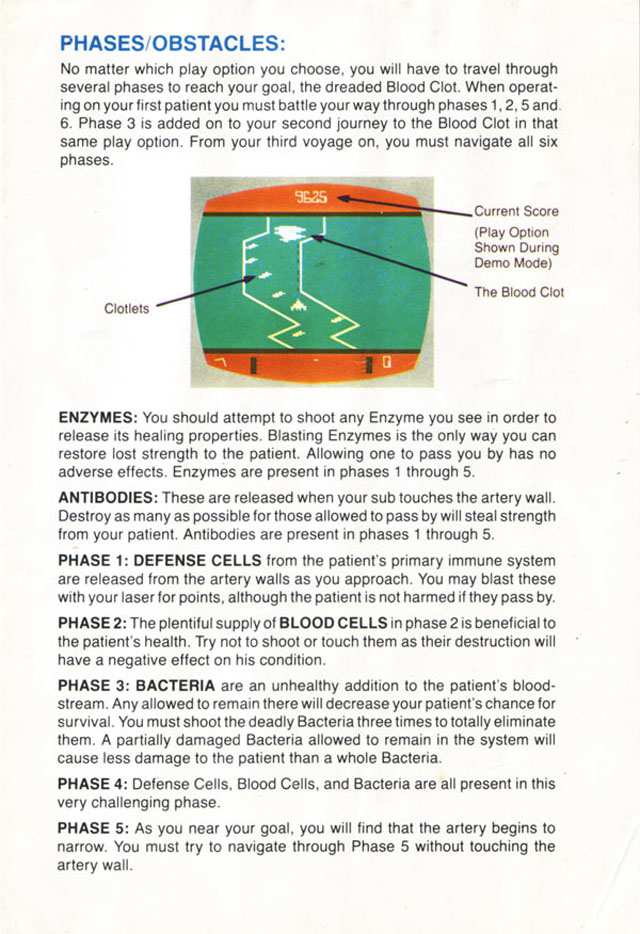 PHASES/OBSTACLES:
No matter which play option you choose, you will have to travel through
several phases to reach your goal, the dreaded Blood Clot. When operat-
ing on your first patient you must battle your way through phases 1, 2, 5 and
6. Phase 3 is added on to your second journey to the Blood Clot in that
same play option. From your third voyage on, you must navigate all six
phases.
9625
Current Score
(Play Option
Shown During
Demo Mode)
The Blood Clot
Clotlets
ENZYMES: You should attempt to shoot any Enzyme you see in order to
release its healing properties. Blasting Enzymes is the only way you can
restore lost strength to the patient. Allowing one to pass you by has no
adverse effects. Enzymes are present in phases 1 through 5.
ANTIBODIES: These are released when your sub touches the artery wall.
Destroy as many as possible for those allowed to pass by will steal strength
from your patient. Antibodies are present in phases 1 through 5.
PHASE 1: DEFENSE CELLS from the patient's primary immune system
are released from the artery walls as you approach. You may blast these
with your laser for points, although the patient is not harmed if they pass by.
PHASE 2: The plentiful supply of BLOOD CELLS in phase 2 is beneficial to
the patient's health. Try not to shoot or touch them as their destruction will
have a negative effect on his condition.
PHASE 3: BACTERIA are an unhealthy addition to the patient's blood-
stream. Any allowed to remain there will decrease your patient's chance for
survival. You must shoot the deadly Bacteria three times to totally eliminate
them. A partially damaged Bacteria allowed to remain in the system will
cause less damage to the patient than a whole Bacteria.
PHASE 4: Defense Cells, Blood Cells, and Bacteria are all present in this
very challenging phase.
PHASE 5: As you near your goal, you will find that the artery begins to
narrow. You must try to navigate through Phase 5 without touching the
artery wall.